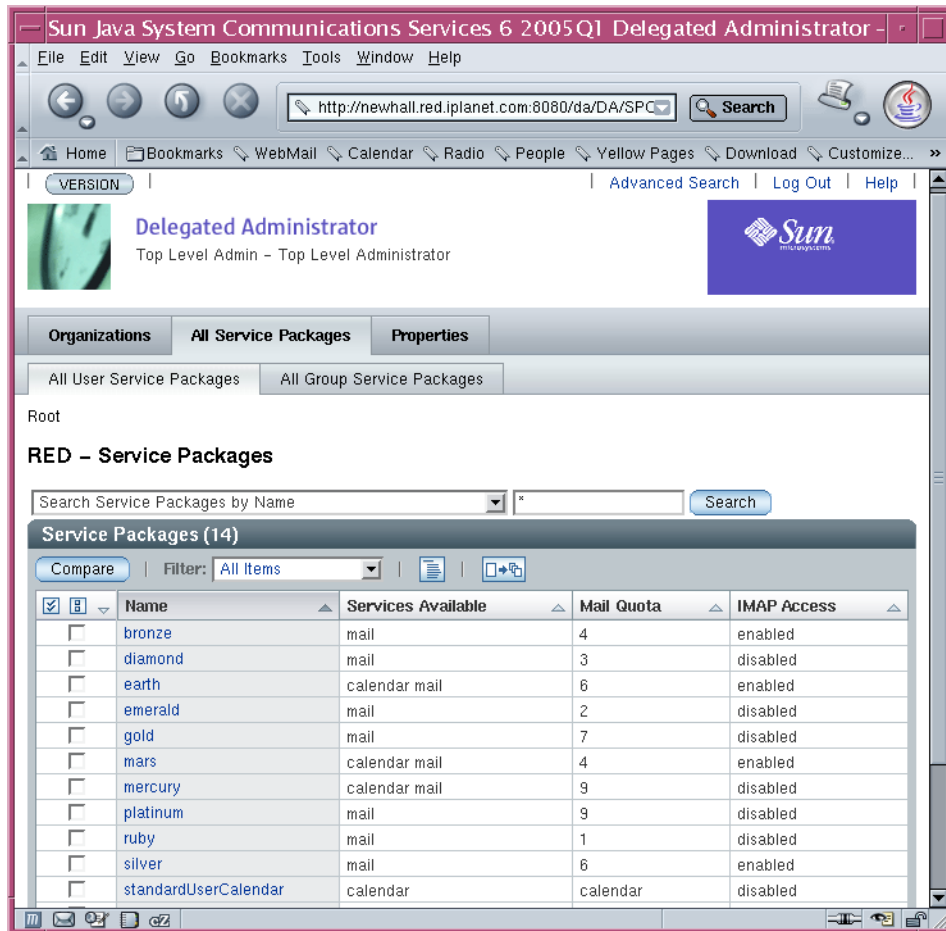 Sun Java System Communications Services 6 2005Q1 Delegated Administrator –
File Edit View Go Bookmarks Tools Window Help
http://newhall.red.iplanet.com:8080/da/DA/SPC
Search
Home Bookmarks WebMail Calendar Radio People Yellow Pages Download Customize... »
VERSION
Advanced Search | Log Out | Help
Delegated Administrator
Top Level Admin – Top Level Administrator
Sun
microsystems
Organizations All Service Packages Properties
All User Service Packages All Group Service Packages
Root
RED – Service Packages
Search Service Packages by Name * Search
Service Packages (14)
Compare | Filter: All Items
Name Services Available Mail Quota IMAP Access
bronze mail 4 enabled
diamond mail 3 disabled
earth calendar mail 6 enabled
emerald mail 2 disabled
gold mail 7 disabled
mars calendar mail 4 enabled
mercury calendar mail 9 disabled
platinum mail 9 disabled
ruby mail 1 disabled
silver mail 6 enabled
standardUserCalendar calendar calendar disabled